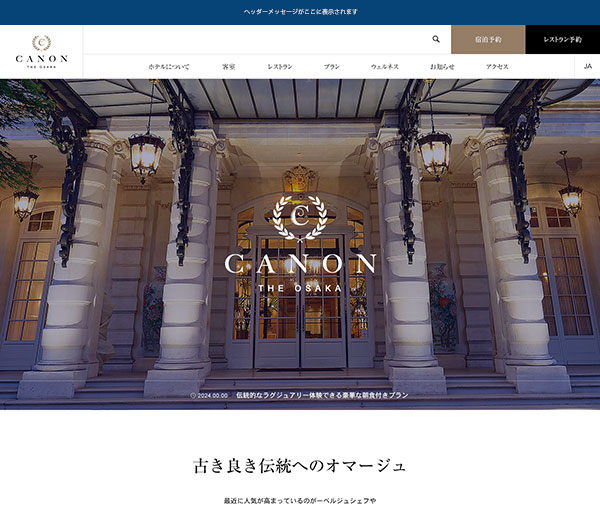 ヘッダーメッセージがここに表示されます
C
CANON
THE OSAKA
宿泊予約
レストラン予約
ホテルについて 客室 レストラン プラン ウェルネス お知らせ アクセス JA
C
CANON
THE OSAKA
2024.00.00 伝統的なラグジュアリー体験できる豪華な朝食付きプラン
古き良き伝統へのオマージュ
最近に人気が高まっているのがーベルジュシェフや